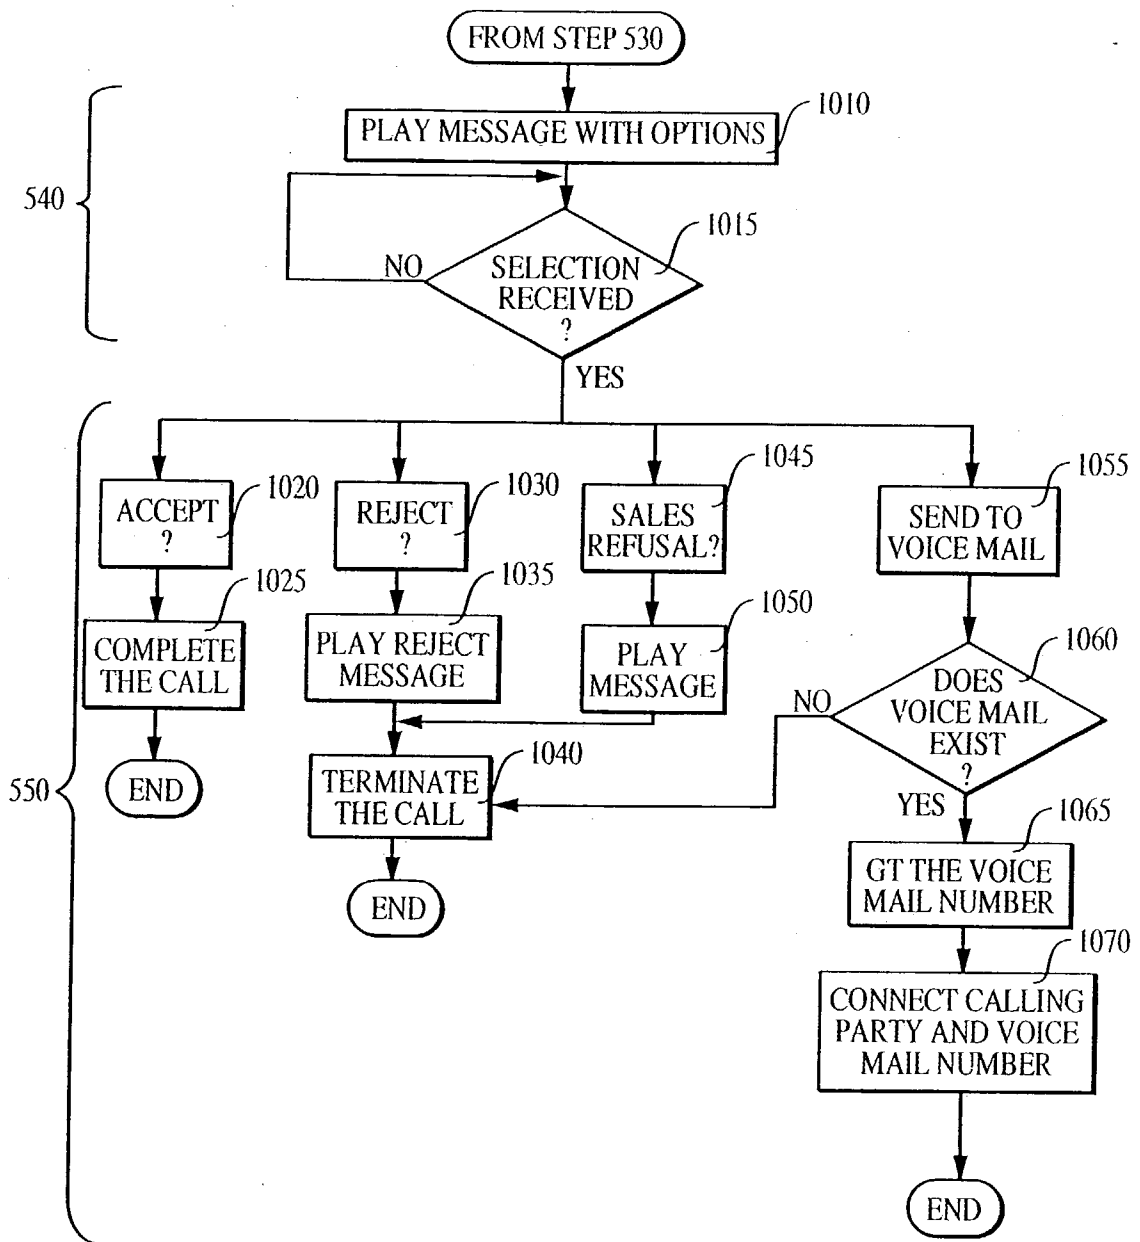 FROM STEP 530
1010
PLAY MESSAGE WITH OPTIONS
540
1015
NO
SELECTION
RECEIVED
?
YES
550
1020
ACCEPT
?
1025
COMPLETE
THE CALL
END
1030
REJECT
?
1035
PLAY REJECT
MESSAGE
1040
TERMINATE
THE CALL
END
1045
SALES
REFUSAL?
1050
PLAY
MESSAGE
1055
SEND TO
VOICE MAIL
1060
NO
DOES
VOICE MAIL
EXIST
?
YES
1065
GT THE VOICE
MAIL NUMBER
1070
CONNECT CALLING
PARTY AND VOICE
MAIL NUMBER
END